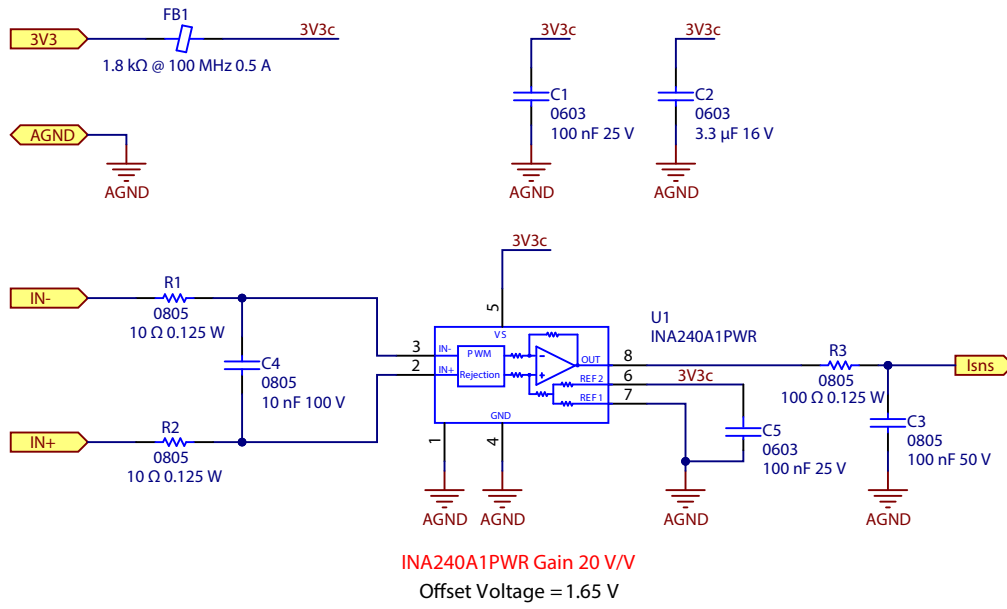 FB1
3V3
3V3c
1.8 kΩ @ 100 MHz 0.5 A
3V3c
C1
0603
100 nF 25 V
AGND
3V3c
C2
0603
3.3 µF 16 V
AGND
AGND
AGND
3V3c
IN-
R1
0805
10 Ω 0.125 W
C4
0805
10 nF 100 V
IN+
R2
0805
10 Ω 0.125 W
5
VS
U1
INA240A1PWR
3
IN-
2
IN+
PWM
Rejection
OUT
8
REF2
6
REF1
7
GND
1
4
AGND
AGND
3V3c
C5
0603
100 nF 25 V
AGND
R3
0805
100 Ω 0.125 W
Isns
C3
0805
100 nF 50 V
AGND
INA240A1PWR Gain 20 V/V
Offset Voltage = 1.65 V